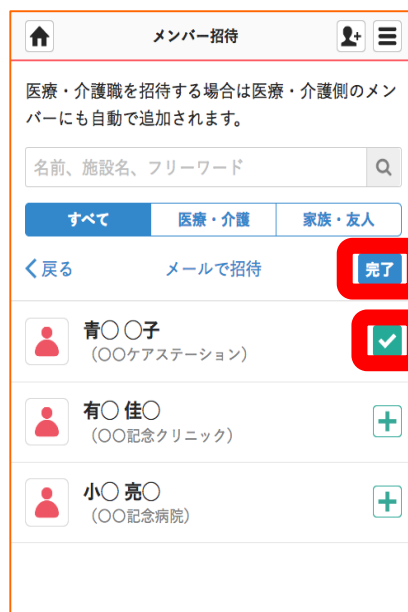 メンバー招待
医療・介護職を招待する場合は医療・介護側のメン
バーにも自動で追加されます。
名前、施設名、フリーワード
すべて 医療・介護 家族・友人
戻る メールで招待 完了
青〇 〇子
（〇〇ケアステーション）
有〇 佳〇
（〇〇記念クリニック）
小〇 亮〇
（〇〇記念病院）